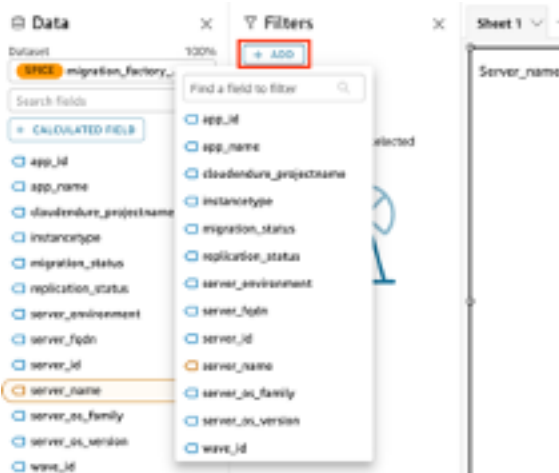 Data
Dataset 100%
SPICE migration_factory_
Search fields
+ CALCULATED FIELD
app_id
app_name
cloudendure_projectname
instancetype
migration_status
replication_status
server_environment
server_fqdn
server_id
server_name
server_os_family
server_os_version
wave_id
Filters
+ ADD
Find a field to filter
app_id
app_name
cloudendure_projectname
instancetype
migration_status
replication_status
server_environment
server_fqdn
server_id
server_name
server_os_family
server_os_version
wave_id
elected
Sheet 1
Server_name